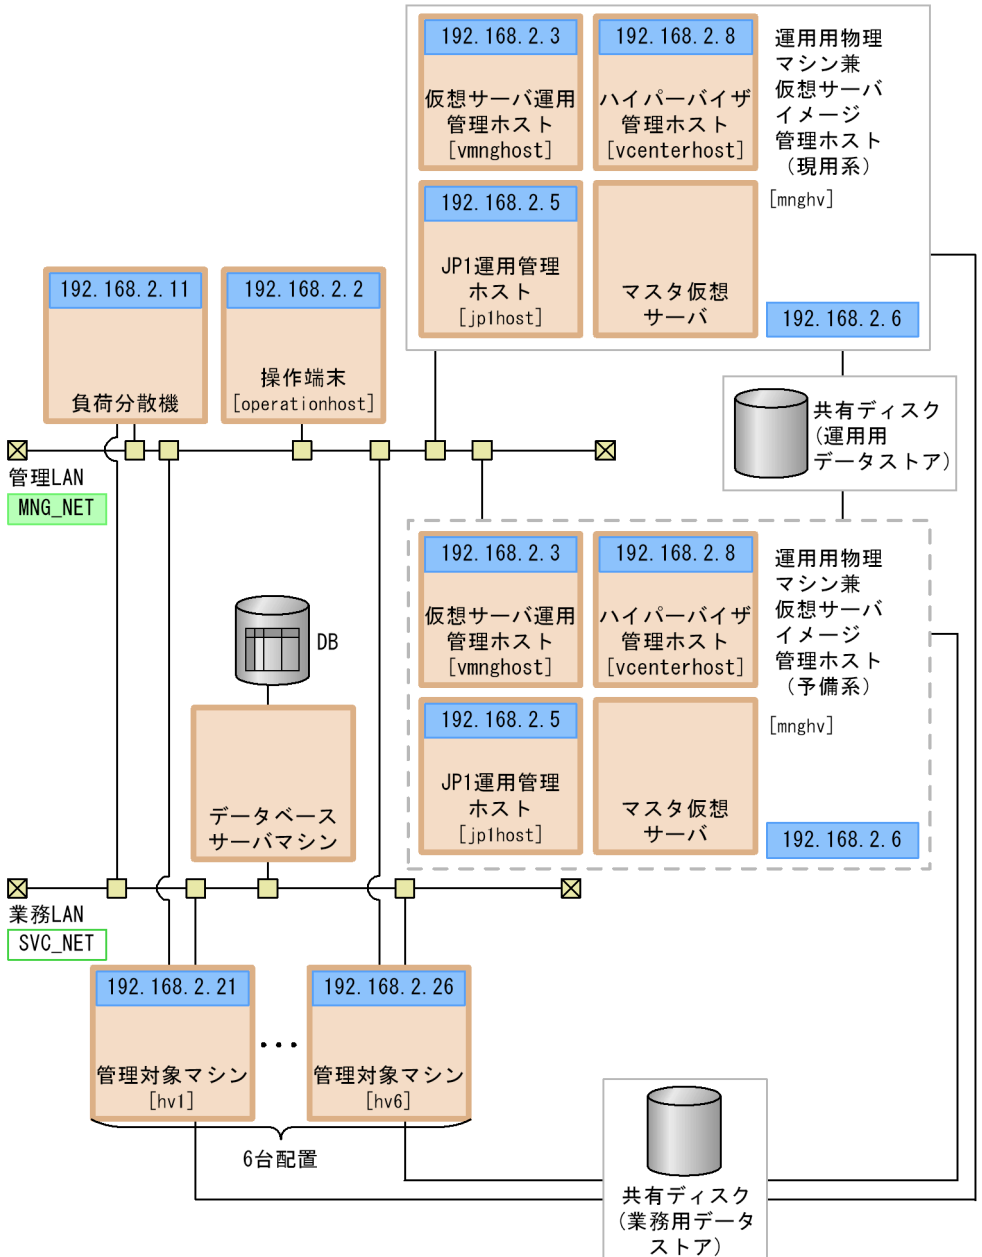 192.168.2.3
仮想サーバ運用
管理ホスト
[vmnghost]
192.168.2.8
ハイパーバイザ
管理ホスト
[vcenterhost]
運用用物理
マシン兼
仮想サーバ
イメージ
管理ホスト
(現用系)
[mnghv]
192.168.2.5
JP1運用管理
ホスト
[jp1host]
マスタ仮想
サーバ
192.168.2.6
192.168.2.11
負荷分散機
192.168.2.2
操作端末
[operationhost]
共有ディスク
(運用用
データストア)
管理LAN
MNG_NET
192.168.2.3
仮想サーバ運用
管理ホスト
[vmnghost]
192.168.2.8
ハイパーバイザ
管理ホスト
[vcenterhost]
運用用物理
マシン兼
仮想サーバ
イメージ
管理ホスト
(予備系)
[mnghv]
DB
192.168.2.5
JP1運用管理
ホスト
[jp1host]
マスタ仮想
サーバ
192.168.2.6
データベース
サーバマシン
業務LAN
SVC_NET
192.168.2.21
管理対象マシン
[hv1]
…
192.168.2.26
管理対象マシン
[hv6]
6台配置
共有ディスク
(業務用データ
ストア)